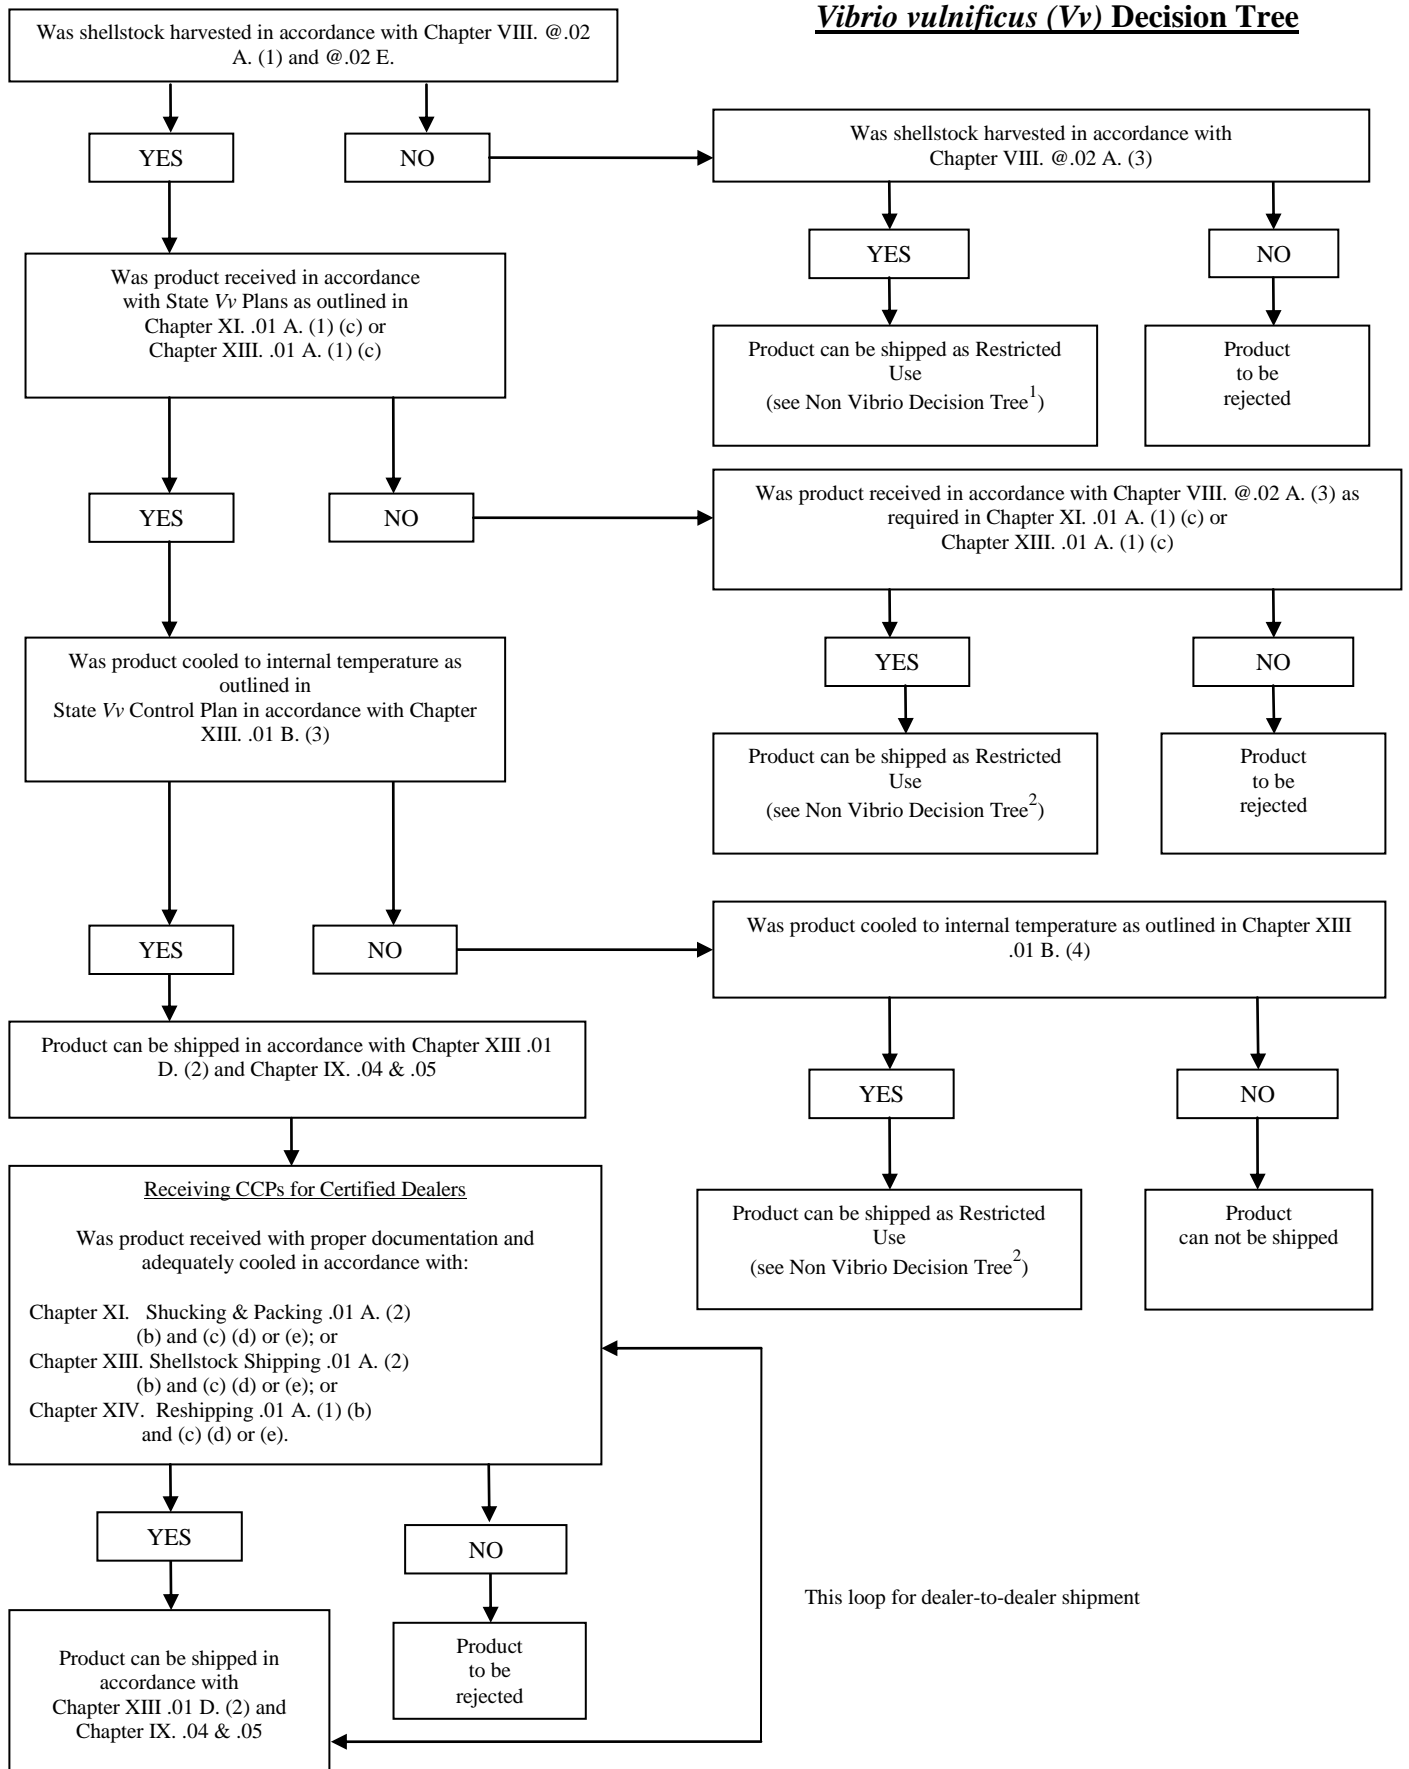 Vibrio vulnificus (Vv) Decision Tree
Was shellstock harvested in accordance with Chapter VIII. @.02
A. (1) and @.02 E.
YES
NO
Was shellstock harvested in accordance with
Chapter VIII. @.02 A. (3)
YES
NO
Product can be shipped as Restricted
Use
(see Non Vibrio Decision Tree1)
Product
to be
rejected
Was product received in accordance
with State Vv Plans as outlined in
Chapter XI. .01 A. (1) (c) or
Chapter XIII. .01 A. (1) (c)
YES
NO
Was product received in accordance with Chapter VIII. @.02 A. (3) as
required in Chapter XI. .01 A. (1) (c) or
Chapter XIII. .01 A. (1) (c)
YES
NO
Product can be shipped as Restricted
Use
(see Non Vibrio Decision Tree2)
Product
to be
rejected
Was product cooled to internal temperature as
outlined in
State Vv Control Plan in accordance with Chapter
XIII. .01 B. (3)
YES
NO
Was product cooled to internal temperature as outlined in Chapter XIII
.01 B. (4)
YES
NO
Product can be shipped as Restricted
Use
(see Non Vibrio Decision Tree2)
Product
can not be shipped
Product can be shipped in accordance with Chapter XIII .01
D. (2) and Chapter IX. .04 & .05
Receiving CCPs for Certified Dealers
Was product received with proper documentation and
adequately cooled in accordance with:
Chapter XI. Shucking & Packing .01 A. (2)
(b) and (c) (d) or (e); or
Chapter XIII. Shellstock Shipping .01 A. (2)
(b) and (c) (d) or (e); or
Chapter XIV. Reshipping .01 A. (1) (b)
and (c) (d) or (e).
YES
NO
This loop for dealer-to-dealer shipment
Product can be shipped in
accordance with
Chapter XIII .01 D. (2) and
Chapter IX. .04 & .05
Product
to be
rejected